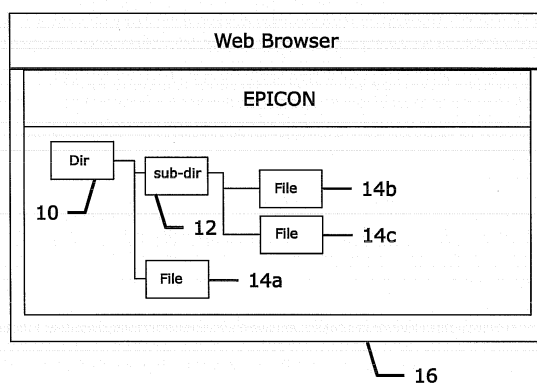 Web Browser
EPICON
Dir
sub-dir
File
14b
10
12
File
14c
File
14a
16